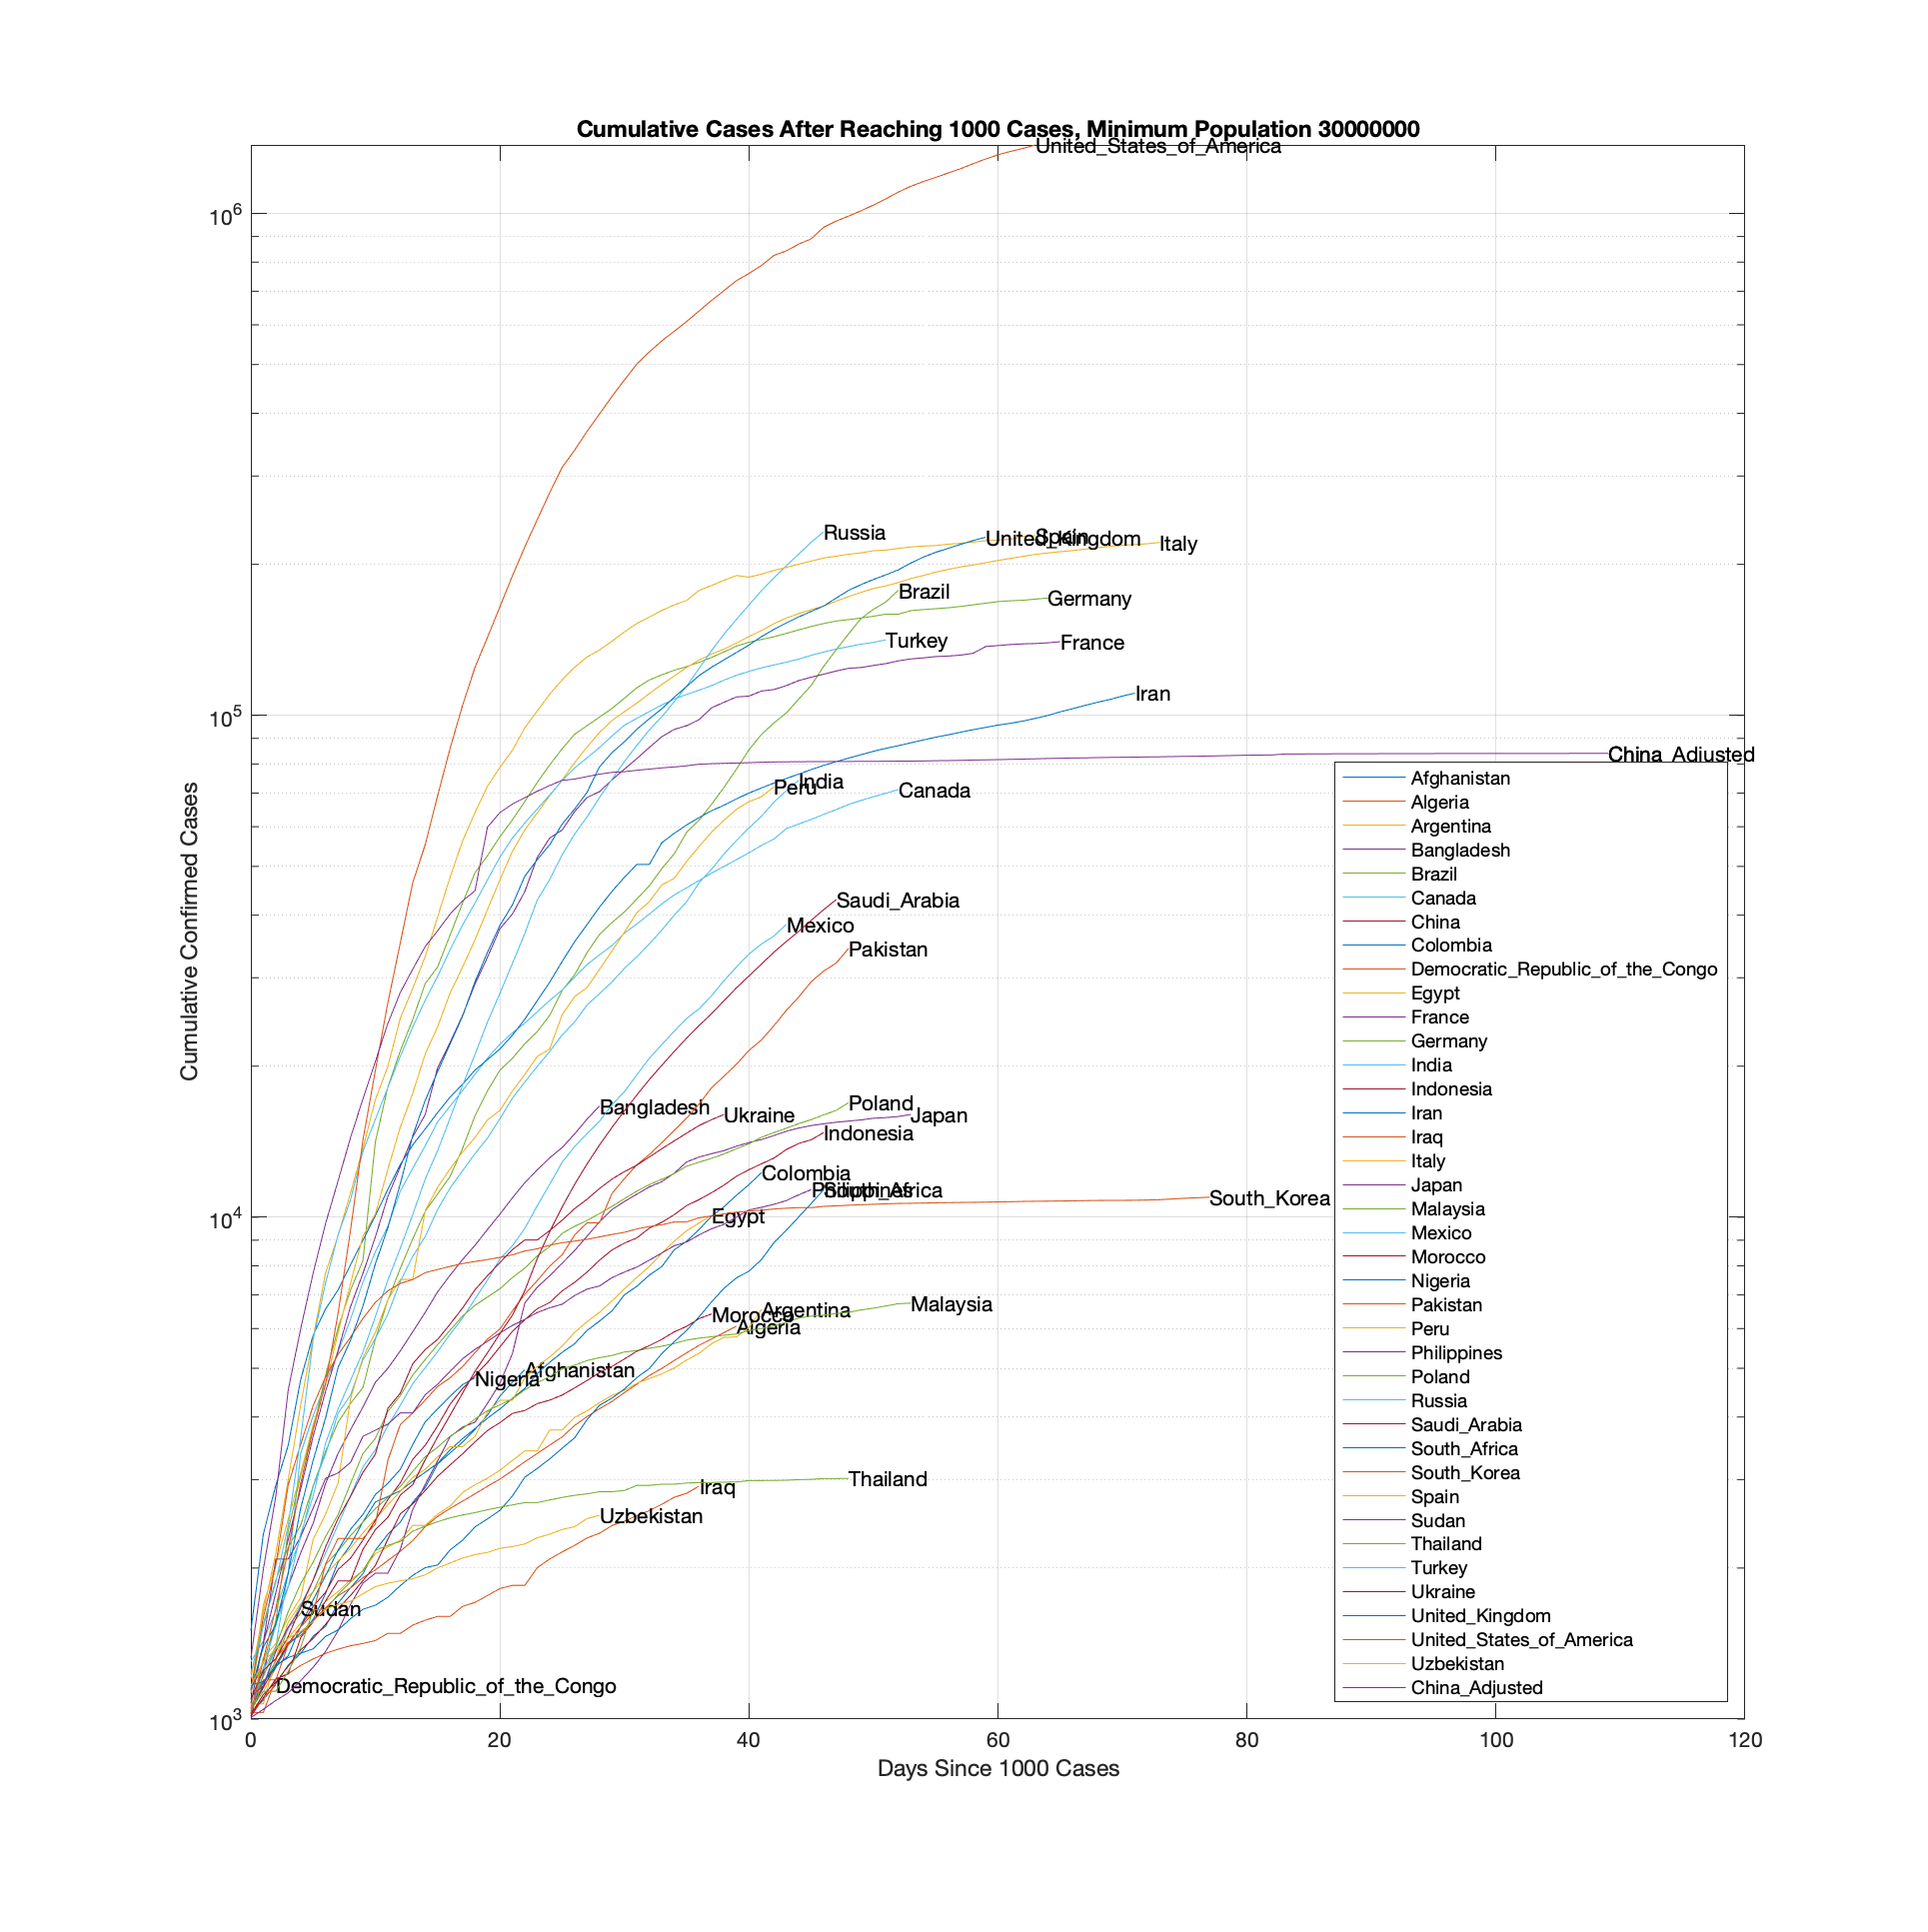 Cumulative Cases After Reaching 1000 Cases, Minimum Population 30000000
United_States_of_America
10^6
Russia
Spain
United_Kingdom
Italy
Brazil
Germany
Turkey
France
Iran
10^5
China_Adjusted
India
Peru
Canada
Saudi_Arabia
Mexico
Pakistan
Bangladesh
Poland
Ukraine
Japan
Indonesia
Colombia
Philippines
South_Africa
South_Korea
10^4
Egypt
Malaysia
Argentina
Morocco
Algeria
Afghanistan
Nigeria
Thailand
Iraq
Uzbekistan
Sudan
Democratic_Republic_of_the_Congo
10^3
Cumulative Confirmed Cases
Afghanistan
Algeria
Argentina
Bangladesh
Brazil
Canada
China
Colombia
Democratic_Republic_of_the_Congo
Egypt
France
Germany
India
Indonesia
Iran
Iraq
Italy
Japan
Malaysia
Mexico
Morocco
Nigeria
Pakistan
Peru
Philippines
Poland
Russia
Saudi_Arabia
South_Africa
South_Korea
Spain
Sudan
Thailand
Turkey
Ukraine
United_Kingdom
United_States_of_America
Uzbekistan
China_Adjusted
0 20 40 60 80 100 120
Days Since 1000 Cases